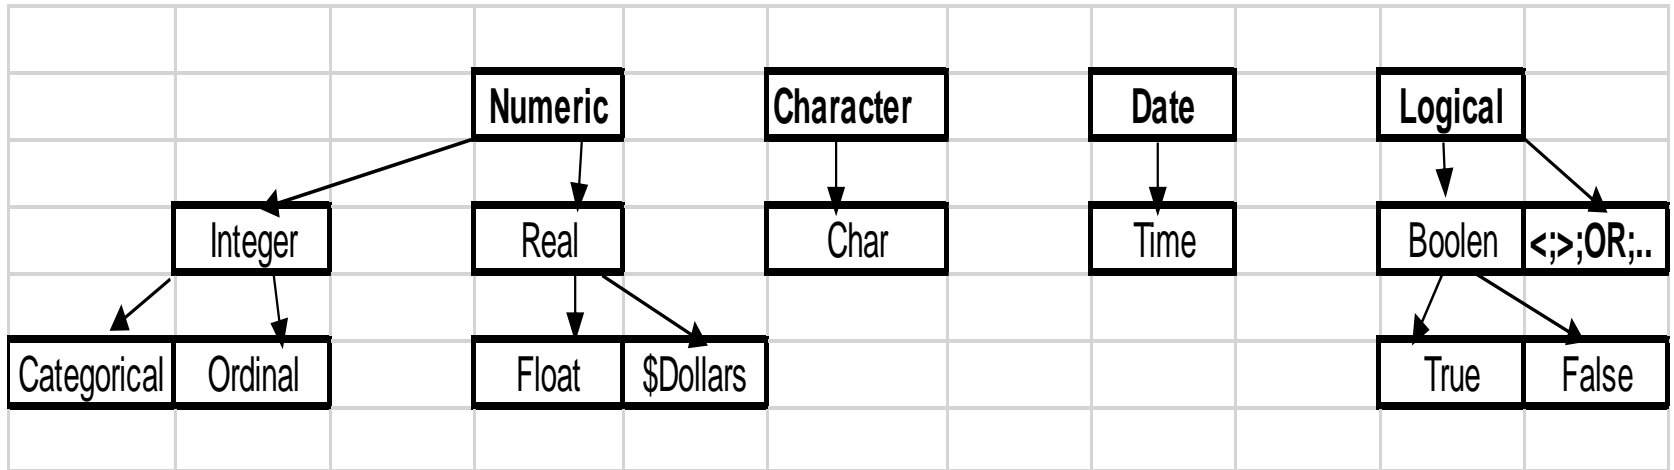 Numeric Character Date Logical
Integer Real Char Time Boolen <;>;OR;..
Categorical Ordinal Float $Dollars True False